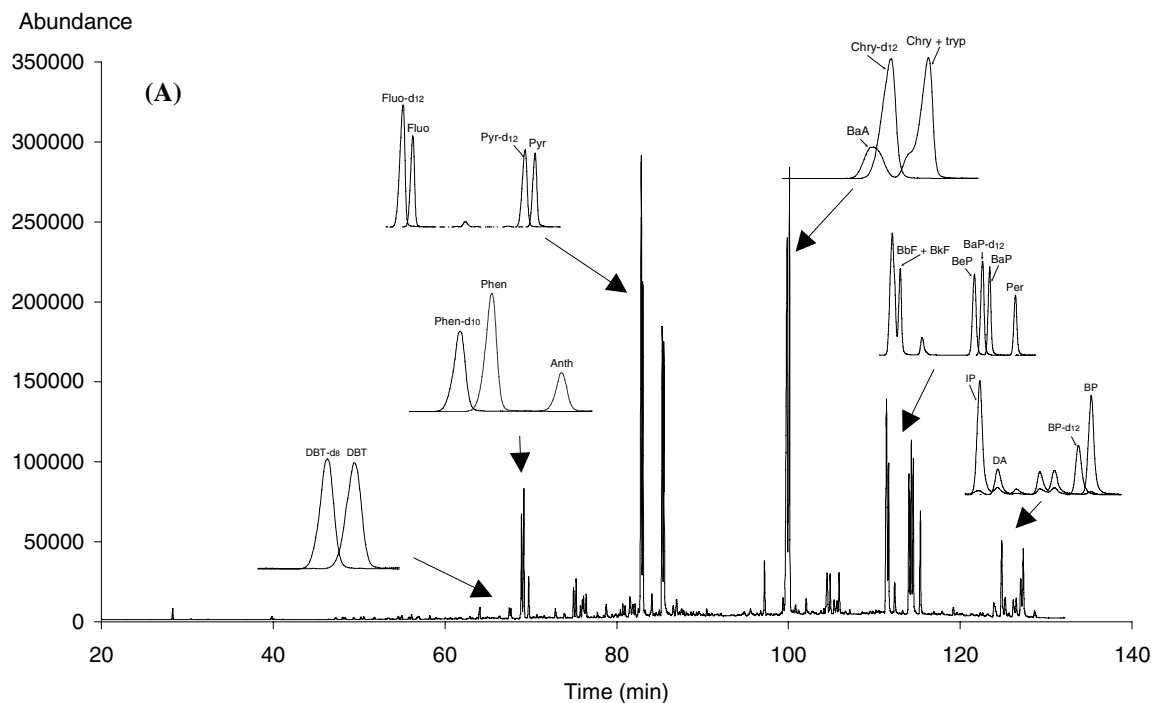 Abundance
350000
300000
250000
200000
150000
100000
50000
0
20
40
60
80
100
120
140
Time (min)
(A)
Fluo-d12
Fluo
Pyr-d12
Pyr
Chry-d12
Chry + tryp
BaA
Phen-d10
Phen
Anth
BbF + BkF
BaP-d12
BeP
BaP
Per
DBT-d8
DBT
IP
DA
BP-d12
BP